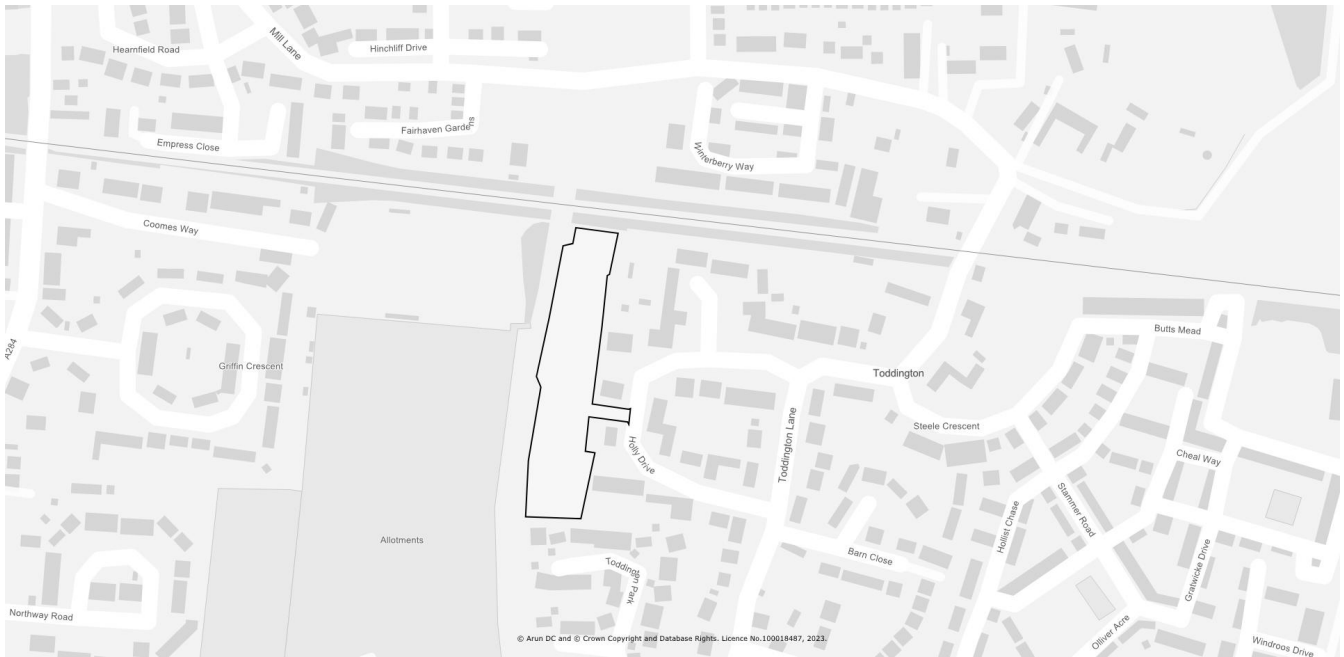 Hearnfield Road
Mill Lane
Hinchliff Drive
Fairhaven Gardens
Empress Close
Winterberry Way
Coomes Way
A284
Griffin Crescent
Butts Mead
Toddington
Steele Crescent
Toddington Lane
Holly Drive
Cheal Way
Stammer Road
Hollist Chase
Allotments
Barn Close
Gratwicke Drive
Toddington Park
Northway Road
Olliver Acre
Windroos Drive
© Arun DC and © Crown Copyright and Database Rights. Licence No.100018487, 2023.